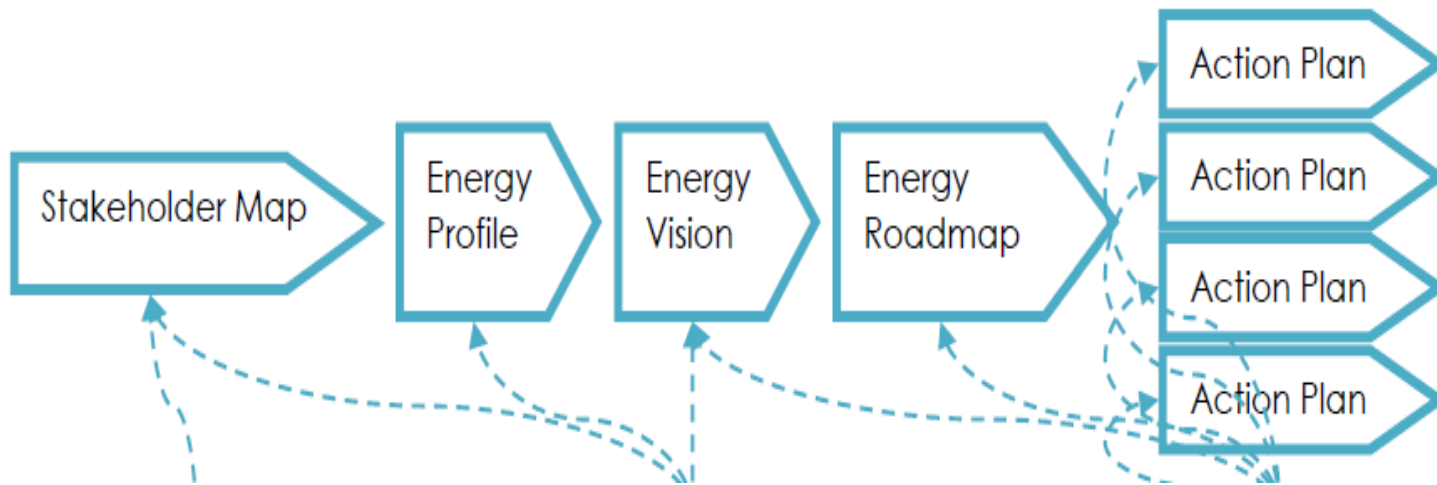 Stakeholder Map
Energy
Profile
Energy
Vision
Energy
Roadmap
Action Plan
Action Plan
Action Plan
Action Plan